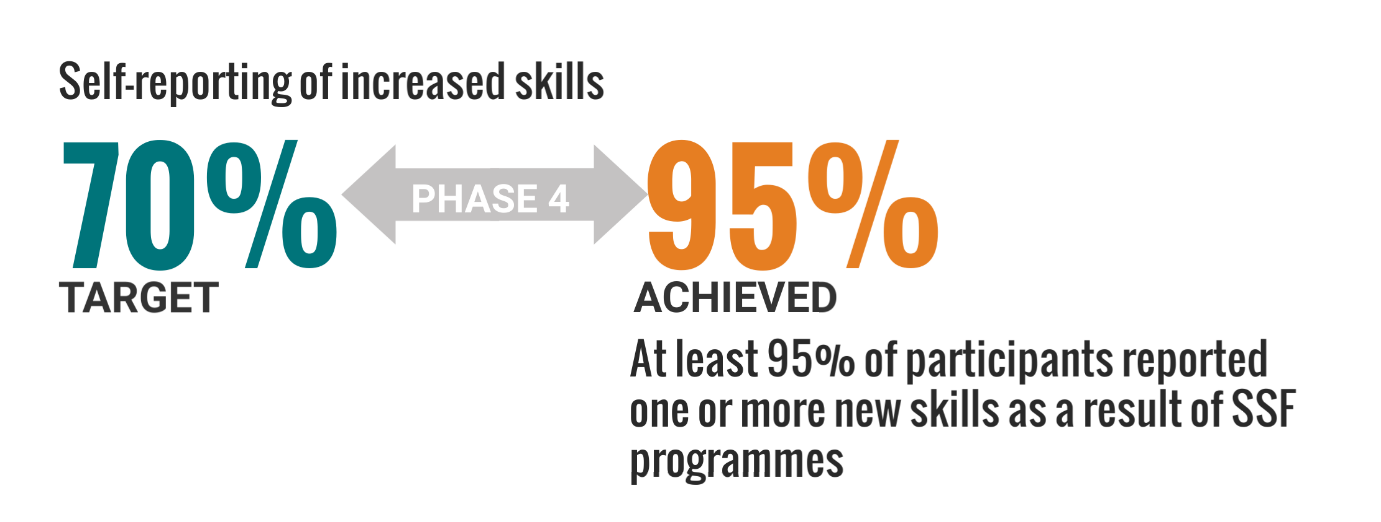 Self-reporting of increased skills
70% PHASE 4 95%
TARGET ACHIEVED
At least 95% of participants reported
one or more new skills as a result of SSF
programmes